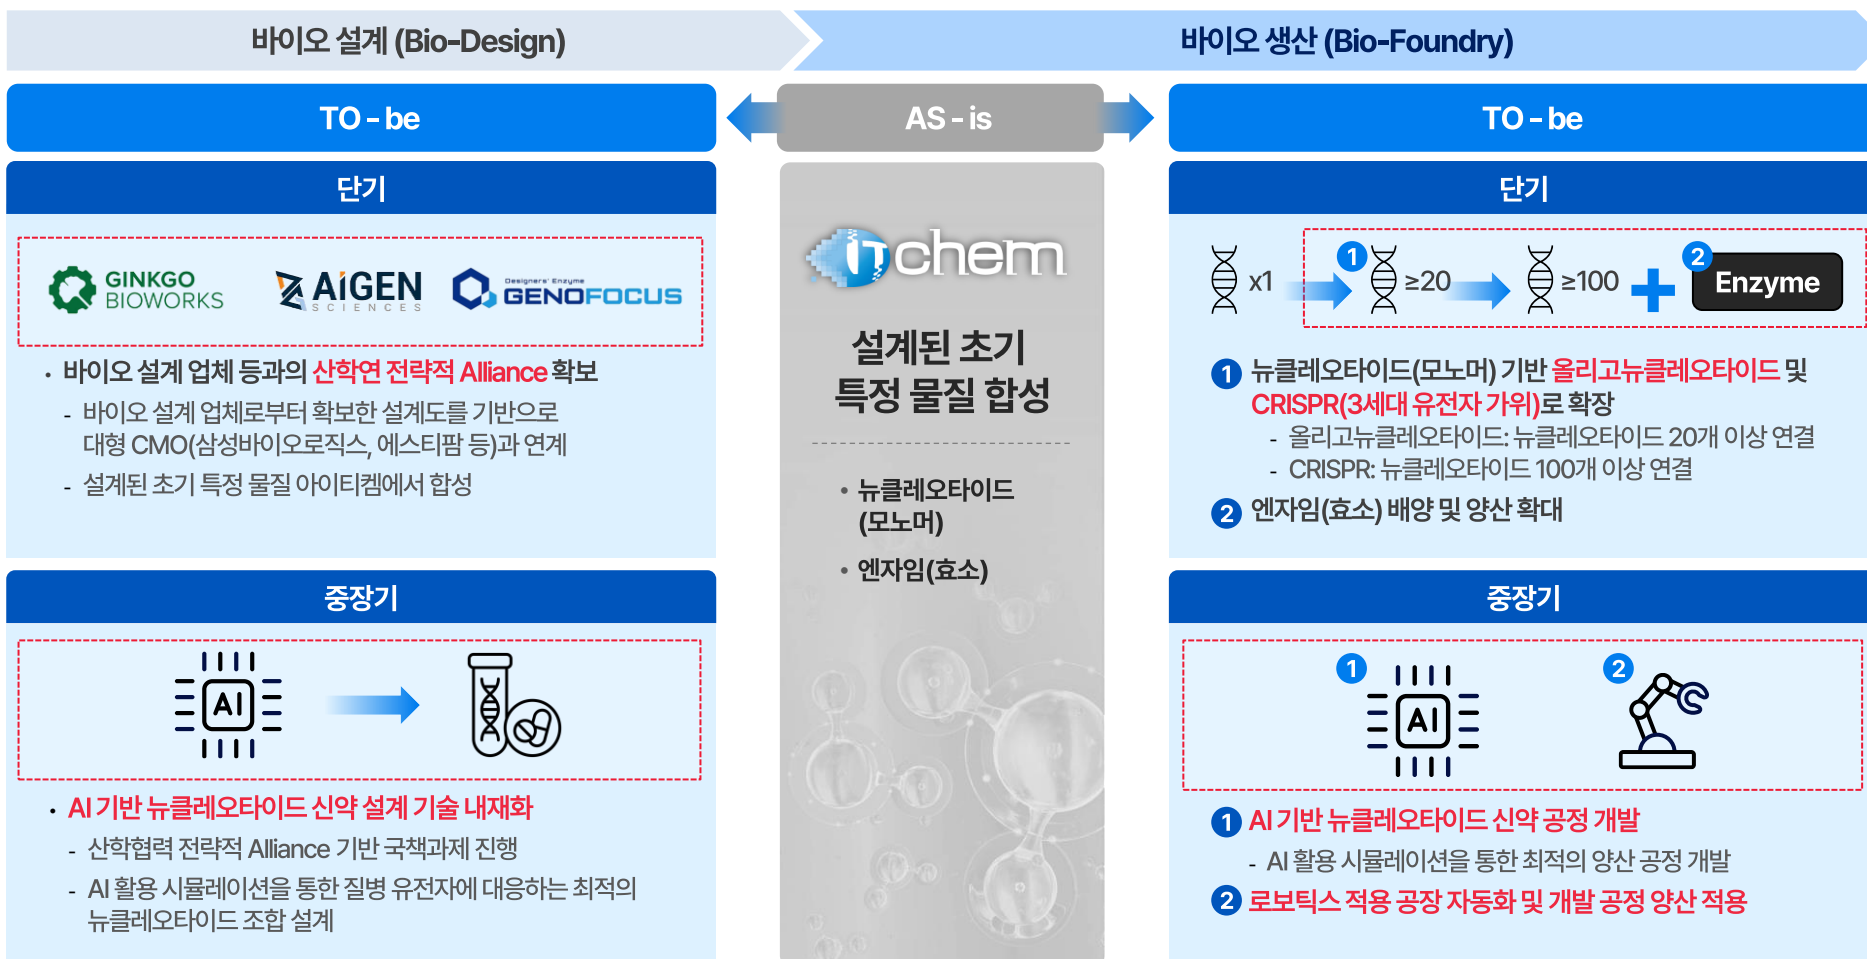 바이오 설계 (Bio-Design)
바이오 생산 (Bio-Foundry)
TO - be
AS - is
TO - be
단기
GINKGO
BIOWORKS
AIGEN
SCIENCES
Designers' Enzyme
GENOFOCUS
· 바이오 설계 업체 등과의 산학연 전략적 Alliance 확보
- 바이오 설계 업체로부터 확보한 설계도를 기반으로
대형 CMO(삼성바이오로직스, 에스티팜 등)과 연계
- 설계된 초기 특정 물질 아이티켐에서 합성
중장기
AI
· AI 기반 뉴클레오타이드 신약 설계 기술 내재화
- 산학협력 전략적 Alliance 기반 국책과제 진행
- AI 활용 시뮬레이션을 통한 질병 유전자에 대응하는 최적의
뉴클레오타이드 조합 설계
ITchem
설계된 초기
특정 물질 합성
• 뉴클레오타이드
(모노머)
• 엔자임(효소)
단기
x1
1
≥20
≥100
2
Enzyme
1 뉴클레오타이드(모노머) 기반 올리고뉴클레오타이드 및
CRISPR(3세대 유전자 가위)로 확장
- 올리고뉴클레오타이드: 뉴클레오타이드 20개 이상 연결
- CRISPR: 뉴클레오타이드 100개 이상 연결
2 엔자임(효소) 배양 및 양산 확대
중장기
1
AI
2
1 AI 기반 뉴클레오타이드 신약 공정 개발
- AI 활용 시뮬레이션을 통한 최적의 양산 공정 개발
2 로보틱스 적용 공장 자동화 및 개발 공정 양산 적용